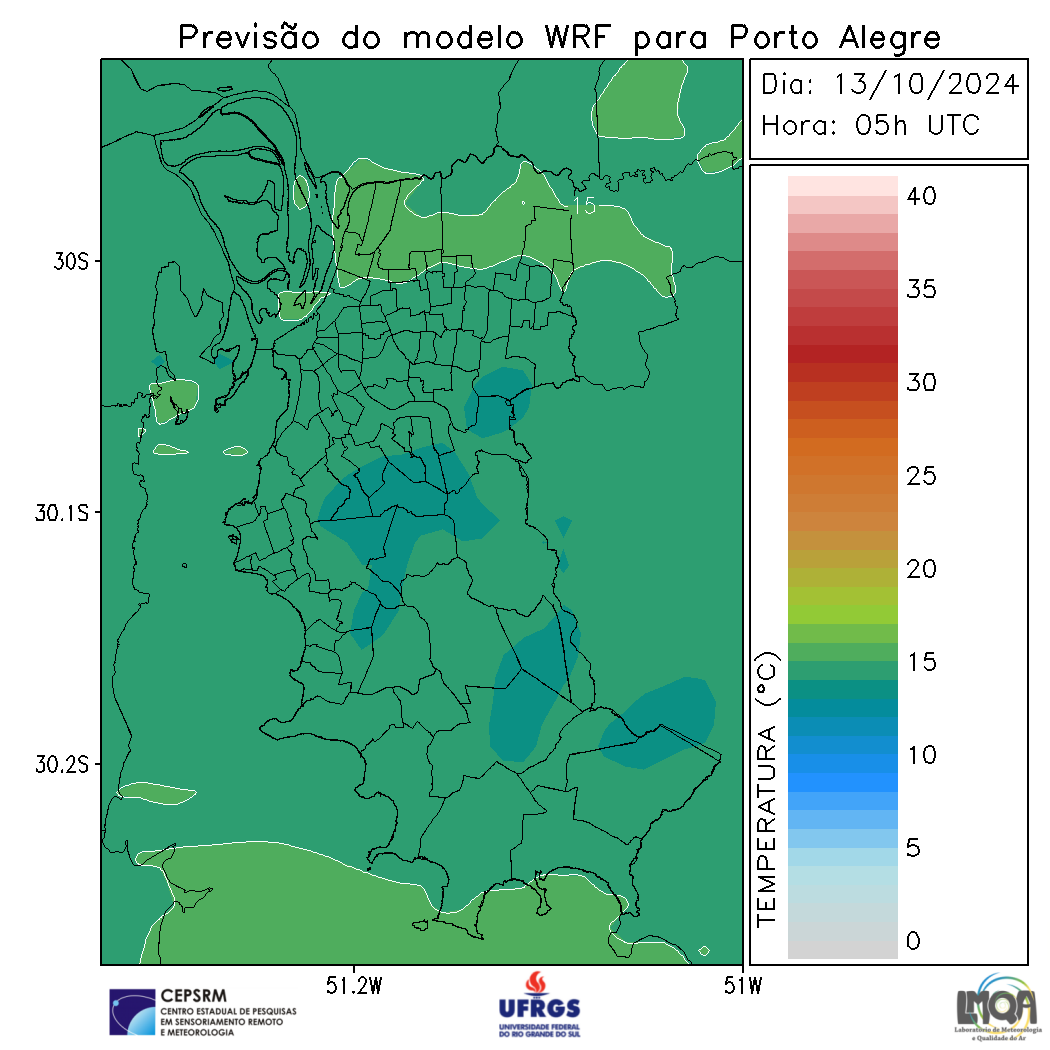 Previsão do modelo WRF para Porto Alegre
Dia: 13/10/2024
Hora: 05h UTC
15
30S
30.1S
30.2S
51.2W
51W
TEMPERATURA (°C)
40
35
30
25
20
15
10
5
0
CEPSRM
CENTRO ESTADUAL DE PESQUISAS
EM SENSORIAMENTO REMOTO
E METEOROLOGIA
UFRGS
UNIVERSIDADE FEDERAL
DO RIO GRANDE DO SUL
LMQA
Laboratório de Meteorologia
e Qualidade do Ar